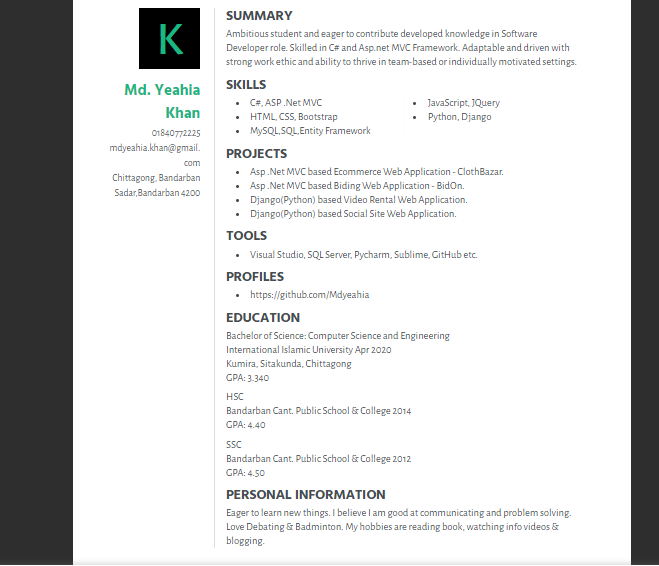 K
Md. Yeahia
Khan
01840772225
mdyeahia.khan@gmail.
com
Chittagong, Bandarban
Sadar,Bandarban 4200
SUMMARY
Ambitious student and eager to contribute developed knowledge in Software
Developer role. Skilled in C# and Asp.net MVC Framework. Adaptable and driven with
strong work ethic and ability to thrive in team-based or individually motivated settings.
SKILLS
• C#, ASP .Net MVC
• HTML, CSS, Bootstrap
• MySQL,SQL,Entity Framework
• JavaScript, JQuery
• Python, Django
PROJECTS
• Asp .Net MVC based Ecommerce Web Application - ClothBazar.
• Asp .Net MVC based Biding Web Application - BidOn.
• Django(Python) based Video Rental Web Application.
• Django(Python) based Social Site Web Application.
TOOLS
• Visual Studio, SQL Server, Pycharm, Sublime, GitHub etc.
PROFILES
• https://github.com/Mdyeahia
EDUCATION
Bachelor of Science: Computer Science and Engineering
International Islamic University Apr 2020
Kumira, Sitakunda, Chittagong
GPA: 3.340
HSC
Bandarban Cant. Public School & College 2014
GPA: 4.40
SSC
Bandarban Cant. Public School & College 2012
GPA: 4.50
PERSONAL INFORMATION
Eager to learn new things. I believe I am good at communicating and problem solving.
Love Debating & Badminton. My hobbies are reading book, watching info videos &
blogging.